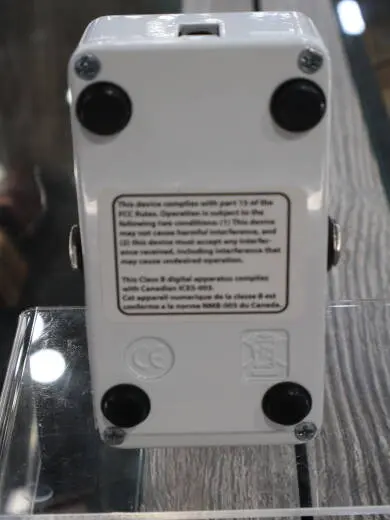 This device complies with part 15 of the
FCC Rules. Operation is subject to the
following two conditions: (1) This device
may not cause harmful interference, and
(2) this device must accept any interfer-
ence received, including interference that
may cause undesired operation.
This Class B digital apparatus complies
with Canadian ICES-003.
Cet appareil numerique de la classe B est
conforme a la norme NMB-003 du Canada.
CE